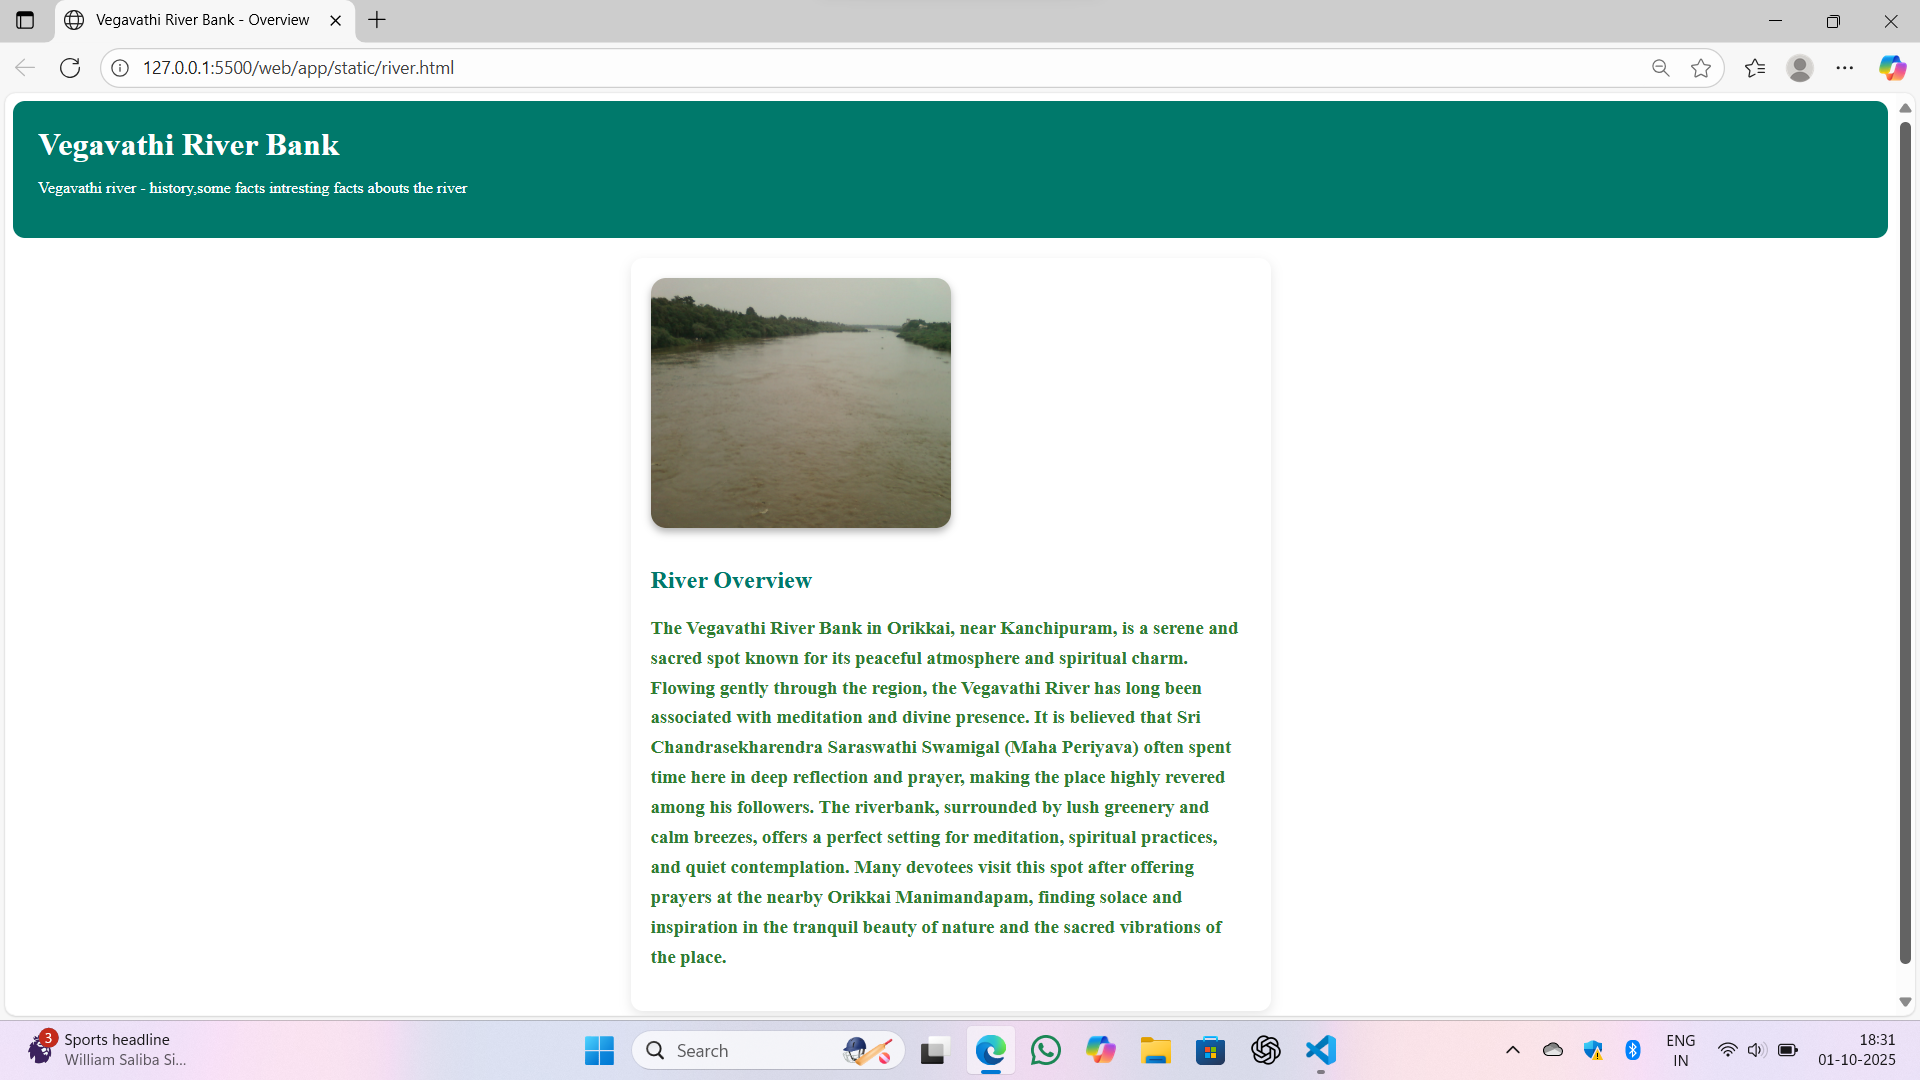 Vegavathi River Bank - Overview
127.0.0.1:5500/web/app/static/river.html
Vegavathi River Bank
Vegavathi river - history,some facts intresting facts abouts the river
River Overview
The Vegavathi River Bank in Orikkai, near Kanchipuram, is a serene and
sacred spot known for its peaceful atmosphere and spiritual charm.
Flowing gently through the region, the Vegavathi River has long been
associated with meditation and divine presence. It is believed that Sri
Chandrasekharendra Saraswathi Swamigal (Maha Periyava) often spent
time here in deep reflection and prayer, making the place highly revered
among his followers. The riverbank, surrounded by lush greenery and
calm breezes, offers a perfect setting for meditation, spiritual practices,
and quiet contemplation. Many devotees visit this spot after offering
prayers at the nearby Orikkai Manimandapam, finding solace and
inspiration in the tranquil beauty of nature and the sacred vibrations of
the place.
3
Sports headline
William Saliba Si...
Search
ENG
IN
18:31
01-10-2025